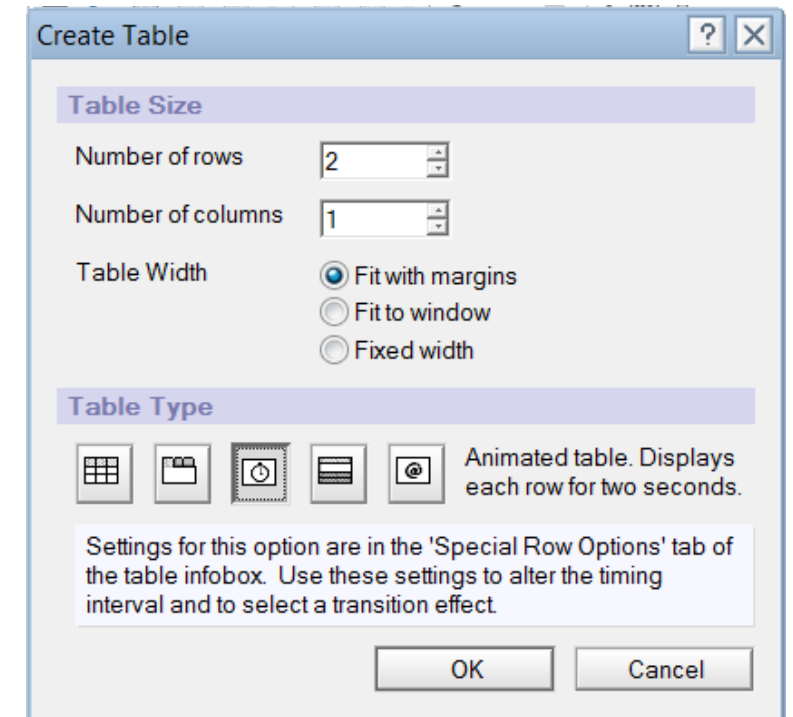 Create Table
?
Table Size
Number of rows 2
Number of columns 1
Table Width
Fit with margins
Fit to window
Fixed width
Table Type
@
Animated table. Displays
each row for two seconds.
Settings for this option are in the 'Special Row Options' tab of
the table infobox. Use these settings to alter the timing
interval and to select a transition effect.
OK Cancel